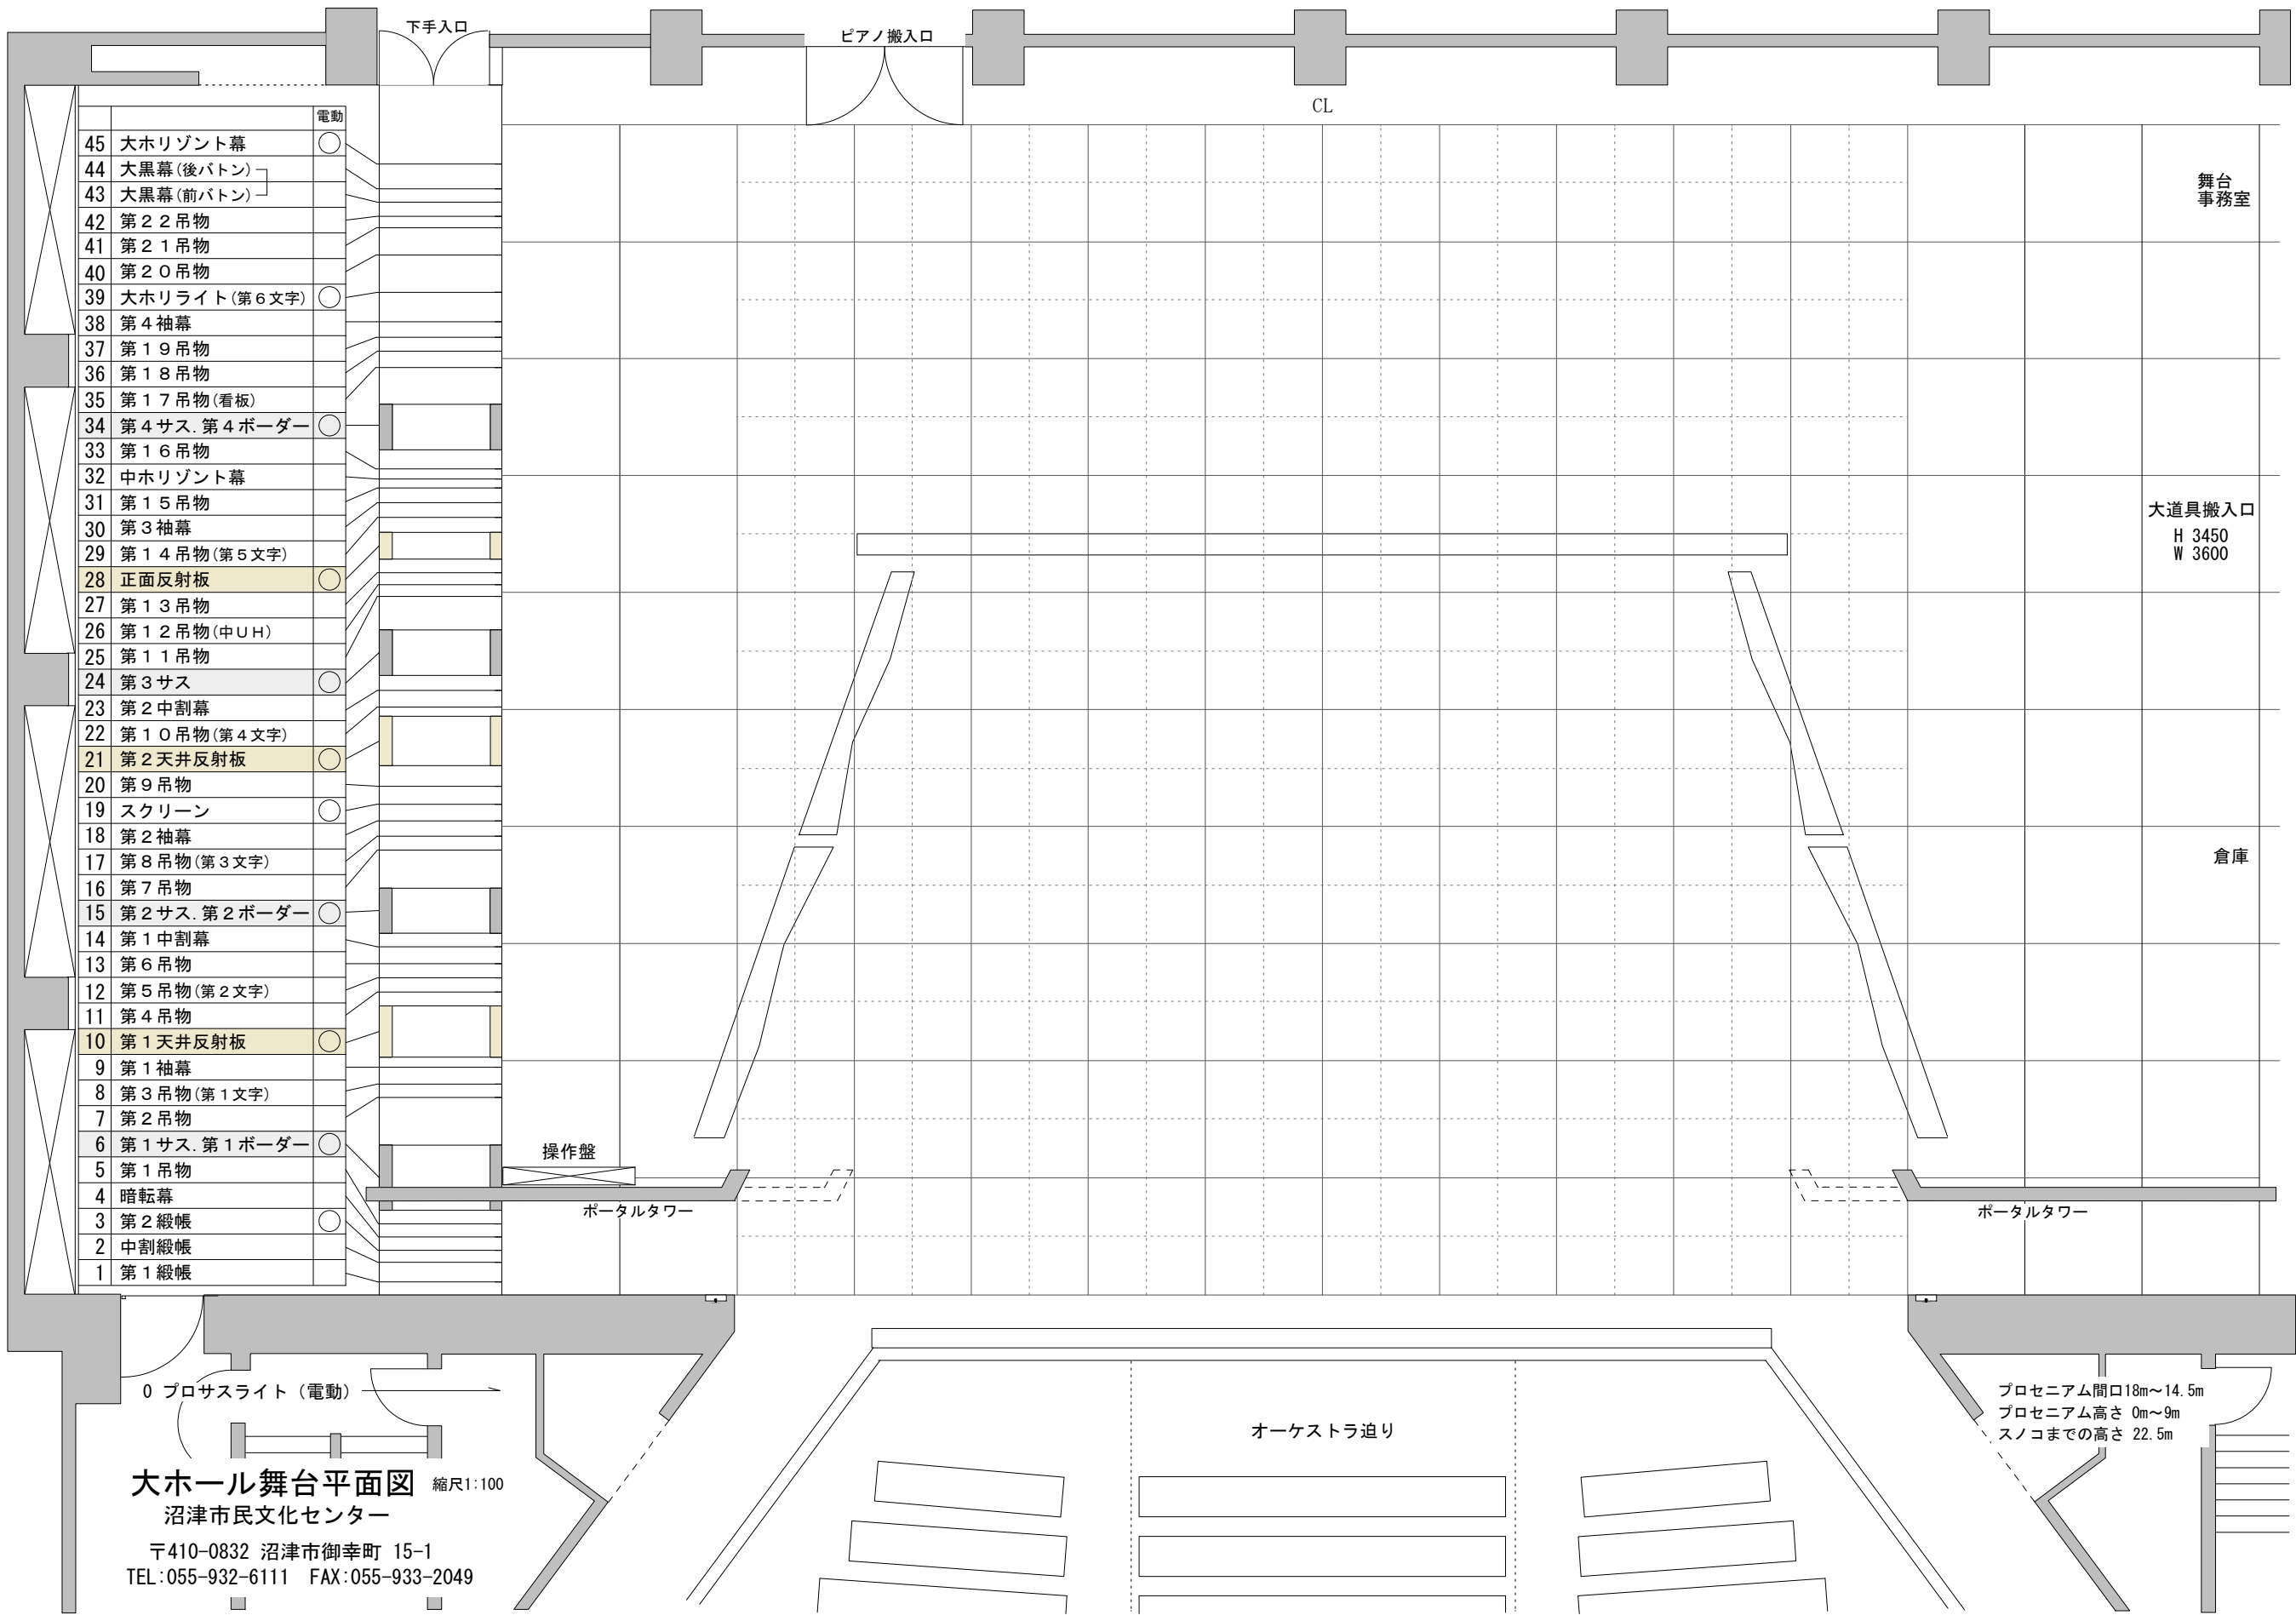 下手入口
ピアノ搬入口
CL
電動
45 大ホリゾント幕 ○
44 大黒幕(後バトン)
43 大黒幕(前バトン)
42 第22吊物
41 第21吊物
40 第20吊物
39 大ホリライト(第6文字) ○
38 第4袖幕
37 第19吊物
36 第18吊物
35 第17吊物(看板)
34 第4サス.第4ボーダー ○
33 第16吊物
32 中ホリゾント幕
31 第15吊物
30 第3袖幕
29 第14吊物(第5文字)
28 正面反射板 ○
27 第13吊物
26 第12吊物(中UH)
25 第11吊物
24 第3サス ○
23 第2中割幕
22 第10吊物(第4文字)
21 第2天井反射板 ○
20 第9吊物
19 スクリーン ○
18 第2袖幕
17 第8吊物(第3文字)
16 第7吊物
15 第2サス.第2ボーダー ○
14 第1中割幕
13 第6吊物
12 第5吊物(第2文字)
11 第4吊物
10 第1天井反射板 ○
9 第1袖幕
8 第3吊物(第1文字)
7 第2吊物
6 第1サス.第1ボーダー ○
5 第1吊物
4 暗転幕
3 第2緞帳 ○
2 中割緞帳
1 第1緞帳
舞台
事務室
大道具搬入口
H 3450
W 3600
倉庫
操作盤
ポータルタワー
ポータルタワー
0 プロサスライト(電動)
オーケストラ迫り
プロセニアム間口18m～14.5m
プロセニアム高さ 0m～9m
スノコまでの高さ 22.5m
大ホール舞台平面図 縮尺1:100
沼津市民文化センター
〒410-0832 沼津市御幸町 15-1
TEL:055-932-6111 FAX:055-933-2049